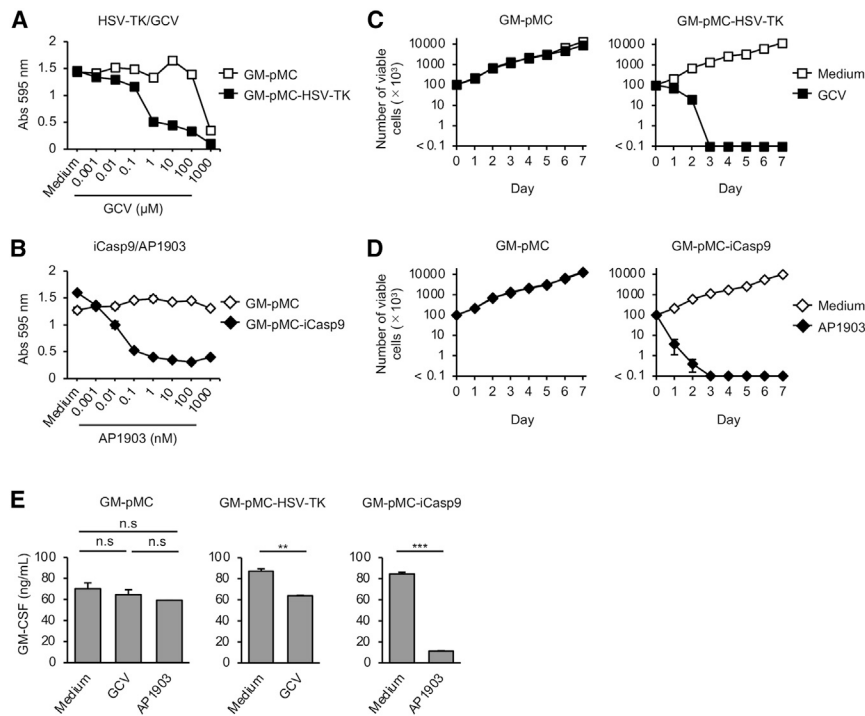 A
HSV-TK/GCV
Abs 595 nm
2
1.5
1
0.5
0
Medium
0.001
0.01
0.1
1
10
100
1000
GCV (μM)
GM-pMC
GM-pMC-HSV-TK
C
GM-pMC
GM-pMC-HSV-TK
Number of viable
cells (×10³)
10000
1000
100
10
1
< 0.1
0 1 2 3 4 5 6 7
Day
10000
1000
100
10
1
< 0.1
0 1 2 3 4 5 6 7
Day
Medium
GCV
B
iCasp9/AP1903
Abs 595 nm
2
1.5
1
0.5
0
Medium
0.001
0.01
0.1
1
10
100
1000
AP1903 (nM)
GM-pMC
GM-pMC-iCasp9
D
GM-pMC
GM-pMC-iCasp9
Number of viable
cells (×10³)
10000
1000
100
10
1
< 0.1
0 1 2 3 4 5 6 7
Day
10000
1000
100
10
1
< 0.1
0 1 2 3 4 5 6 7
Day
Medium
AP1903
E
GM-pMC
n.s
n.s
n.s
GM-CSF (ng/mL)
100
80
60
40
20
0
Medium
GCV
AP1903
GM-pMC-HSV-TK
**
100
80
60
40
20
0
Medium
GCV
GM-pMC-iCasp9
***
100
80
60
40
20
0
Medium
AP1903